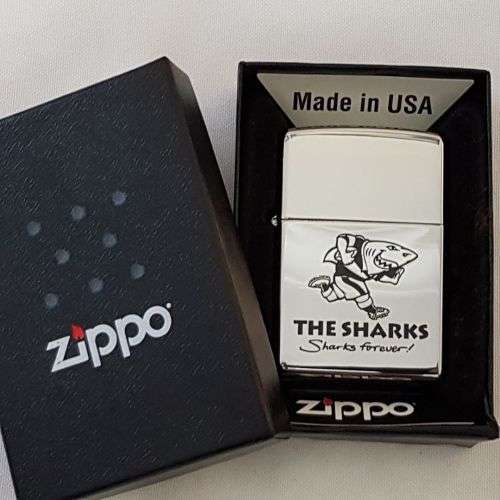 Made in USA
THE SHARKS
Sharks forever!
zippo
zippo